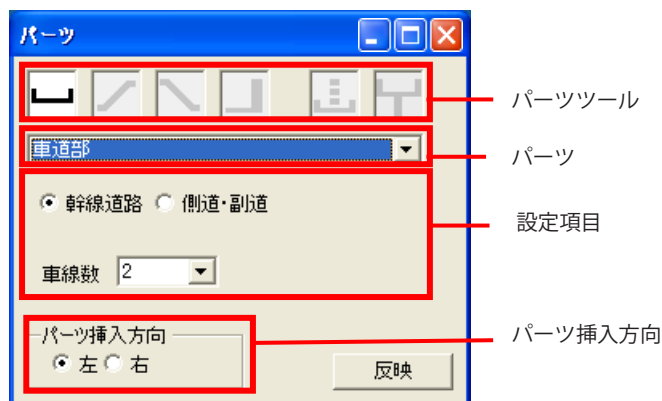 パーツ
パーツツール
車道部
パーツ
幹線道路 側道・副道
設定項目
車線数 2
パーツ挿入方向
パーツ挿入方向
左 右
反映